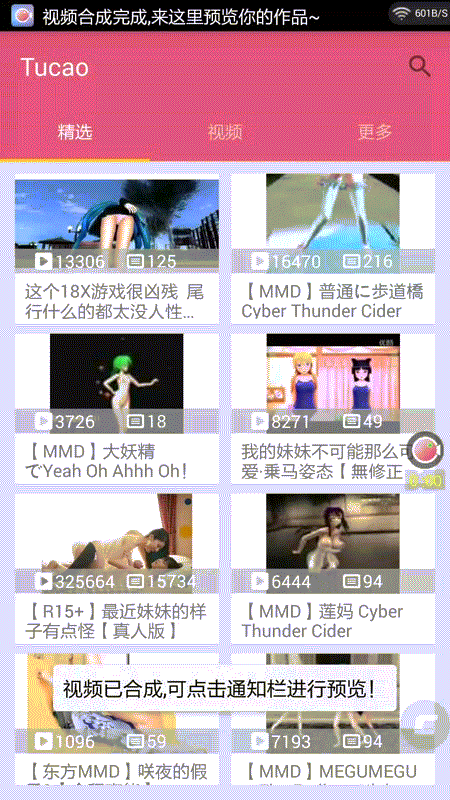 视频合成完成,来这里预览你的作品~
601B/S
Tucao
精选
视频
更多
13306 125
这个18X游戏很凶残 尾
行什么的都太没人性...
16470 216
【MMD】普通に歩道橋
Cyber Thunder Cider
3726 18
【MMD】大妖精
でYeah Oh Ahhh Oh!
8271 49
我的妹妹不可能那么可
爱·乘马姿态【無修正
325664 15734
【R15+】最近妹妹的样
子有点怪【真人版】
6444 94
【MMD】莲妈 Cyber
Thunder Cider
视频已合成,可点击通知栏进行预览!
1096 59
【东方MMD】咲夜的假
7193 94
【MMD】MEGUMEGU